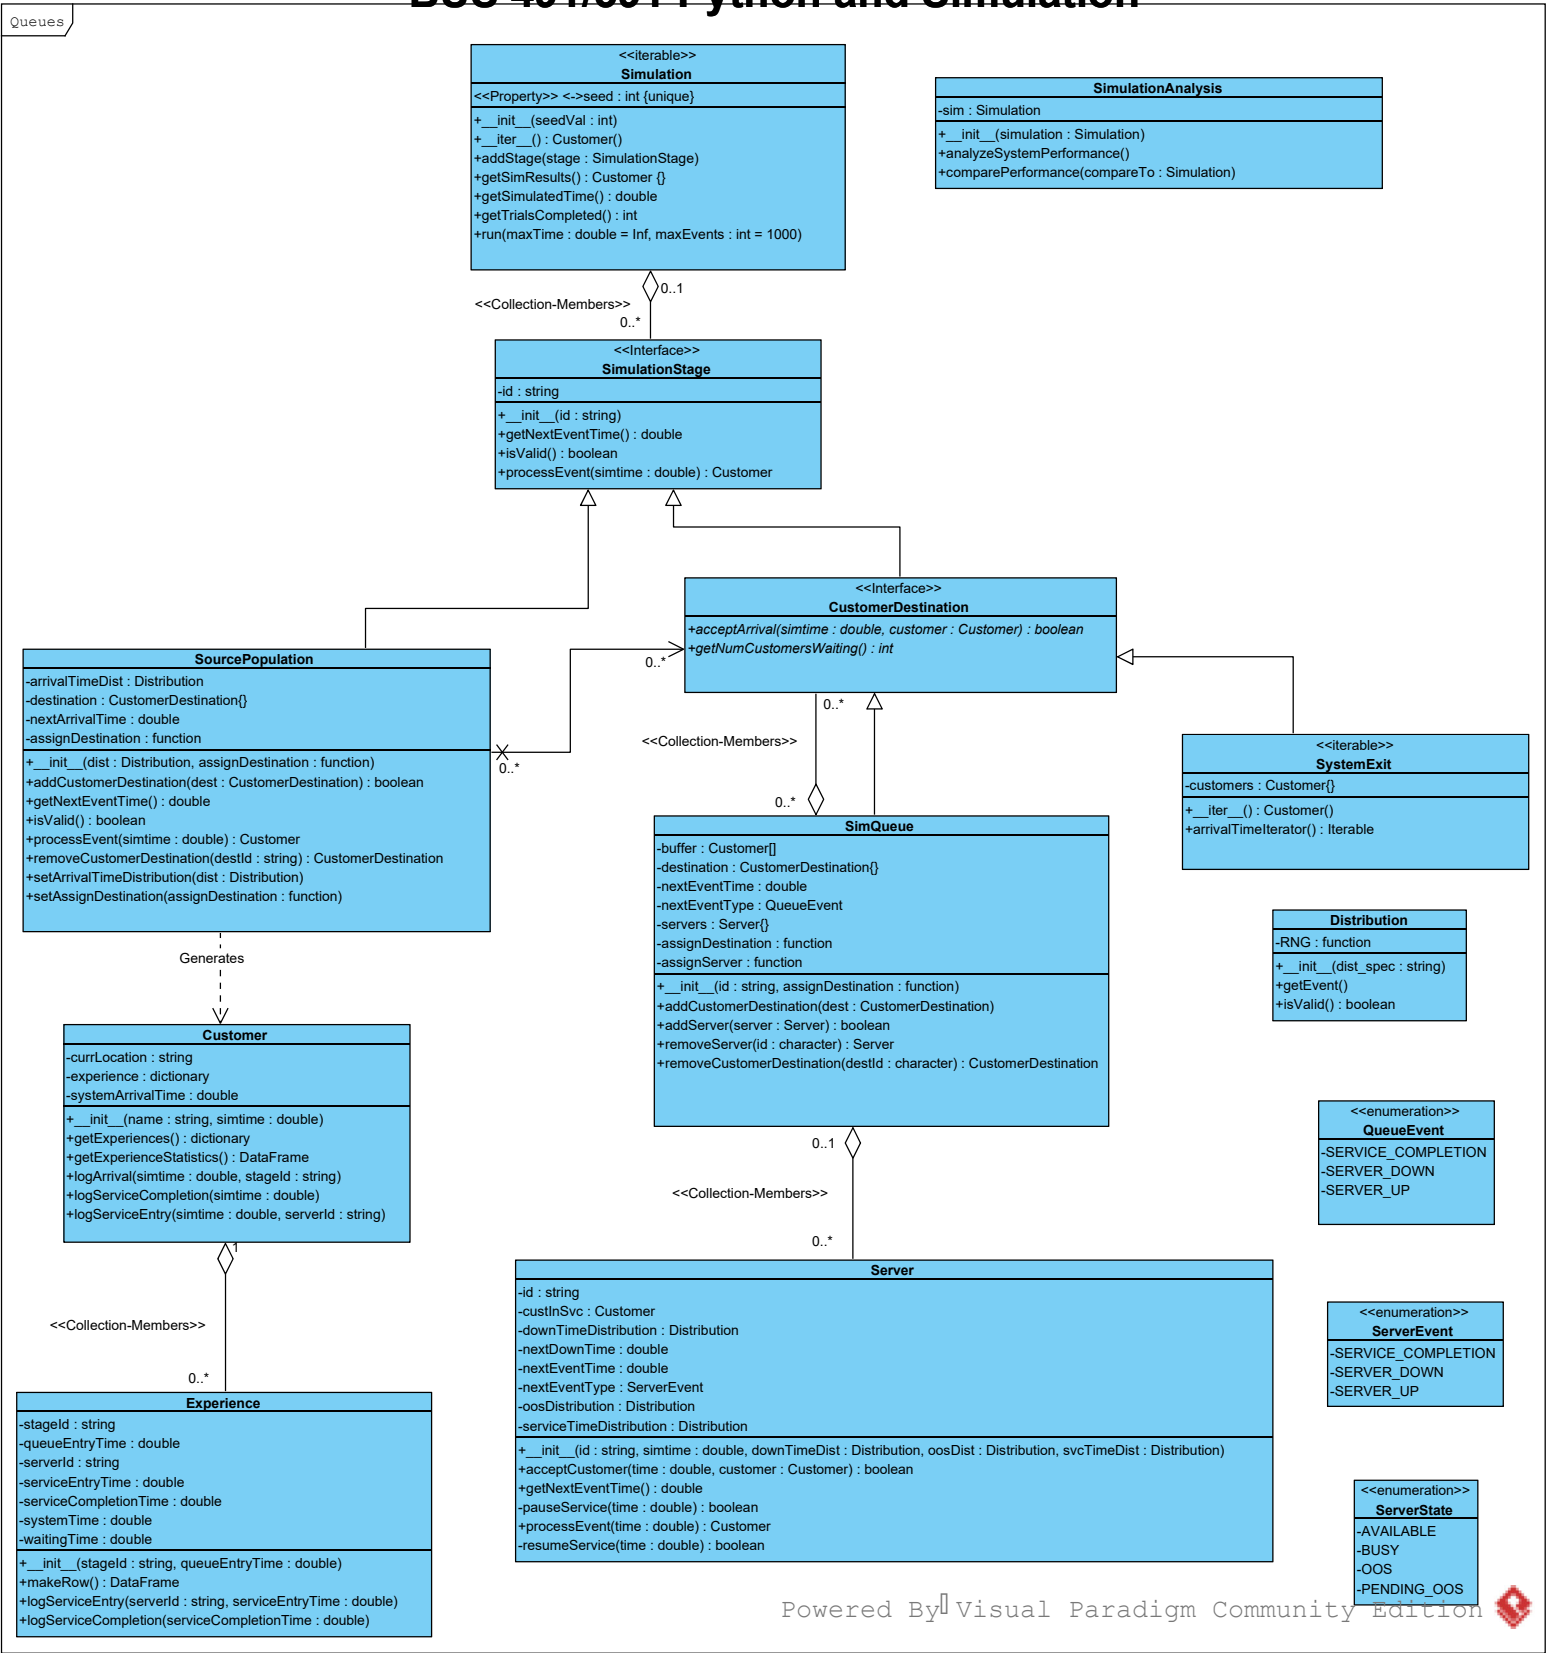 Queues
<<iterable>>
Simulation
<<Property>> <->seed : int {unique}
+__init__(seedVal : int)
+__iter__() : Customer()
+addStage(stage : SimulationStage)
+getSimResults() : Customer {}
+getSimulatedTime() : double
+getTrialsCompleted() : int
+run(maxTime : double = Inf, maxEvents : int = 1000)
SimulationAnalysis
-sim : Simulation
+__init__(simulation : Simulation)
+analyzeSystemPerformance()
+comparePerformance(compareTo : Simulation)
0..1
<<Collection-Members>>
0..*
<<Interface>>
SimulationStage
-id : string
+__init__(id : string)
+getNextEventTime() : double
+isValid() : boolean
+processEvent(simtime : double) : Customer
<<Interface>>
CustomerDestination
+acceptArrival(simtime : double, customer : Customer) : boolean
+getNumCustomersWaiting() : int
SourcePopulation
-arrivalTimeDist : Distribution
-destination : CustomerDestination{}
-nextArrivalTime : double
-assignDestination : function
+__init__(dist : Distribution, assignDestination : function)
+addCustomerDestination(dest : CustomerDestination) : boolean
+getNextEventTime() : double
+isValid() : boolean
+processEvent(simtime : double) : Customer
+removeCustomerDestination(destId : string) : CustomerDestination
+setArrivalTimeDistribution(dist : Distribution)
+setAssignDestination(assignDestination : function)
0..*
0..*
0..*
<<Collection-Members>>
0..*
<<iterable>>
SystemExit
-customers : Customer{}
+__iter__() : Customer()
+arrivalTimeIterator() : Iterable
SimQueue
-buffer : Customer[]
-destination : CustomerDestination{}
-nextEventTime : double
-nextEventType : QueueEvent
-servers : Server{}
-assignDestination : function
-assignServer : function
+__init__(id : string, assignDestination : function)
+addCustomerDestination(dest : CustomerDestination)
+addServer(server : Server) : boolean
+removeServer(id : character) : Server
+removeCustomerDestination(destId : character) : CustomerDestination
Distribution
-RNG : function
+__init__(dist_spec : string)
+getEvent()
+isValid() : boolean
Generates
Customer
-currLocation : string
-experience : dictionary
-systemArrivalTime : double
+__init__(name : string, simtime : double)
+getExperiences() : dictionary
+getExperienceStatistics() : DataFrame
+logArrival(simtime : double, stageId : string)
+logServiceCompletion(simtime : double)
+logServiceEntry(simtime : double, serverId : string)
<<enumeration>>
QueueEvent
-SERVICE_COMPLETION
-SERVER_DOWN
-SERVER_UP
0..1
<<Collection-Members>>
0..*
1
<<Collection-Members>>
0..*
Server
-id : string
-custInSvc : Customer
-downTimeDistribution : Distribution
-nextDownTime : double
-nextEventTime : double
-nextEventType : ServerEvent
-oosDistribution : Distribution
-serviceTimeDistribution : Distribution
+__init__(id : string, simtime : double, downTimeDist : Distribution, oosDist : Distribution, svcTimeDist : Distribution)
+acceptCustomer(time : double, customer : Customer) : boolean
+getNextEventTime() : double
-pauseService(time : double) : boolean
+processEvent(time : double) : Customer
-resumeService(time : double) : boolean
<<enumeration>>
ServerEvent
-SERVICE_COMPLETION
-SERVER_DOWN
-SERVER_UP
Experience
-stageId : string
-queueEntryTime : double
-serverId : string
-serviceEntryTime : double
-serviceCompletionTime : double
-systemTime : double
-waitingTime : double
+__init__(stageId : string, queueEntryTime : double)
+makeRow() : DataFrame
+logServiceEntry(serverId : string, serviceEntryTime : double)
+logServiceCompletion(serviceCompletionTime : double)
<<enumeration>>
ServerState
-AVAILABLE
-BUSY
-OOS
-PENDING_OOS
Powered By Visual Paradigm Community Edition